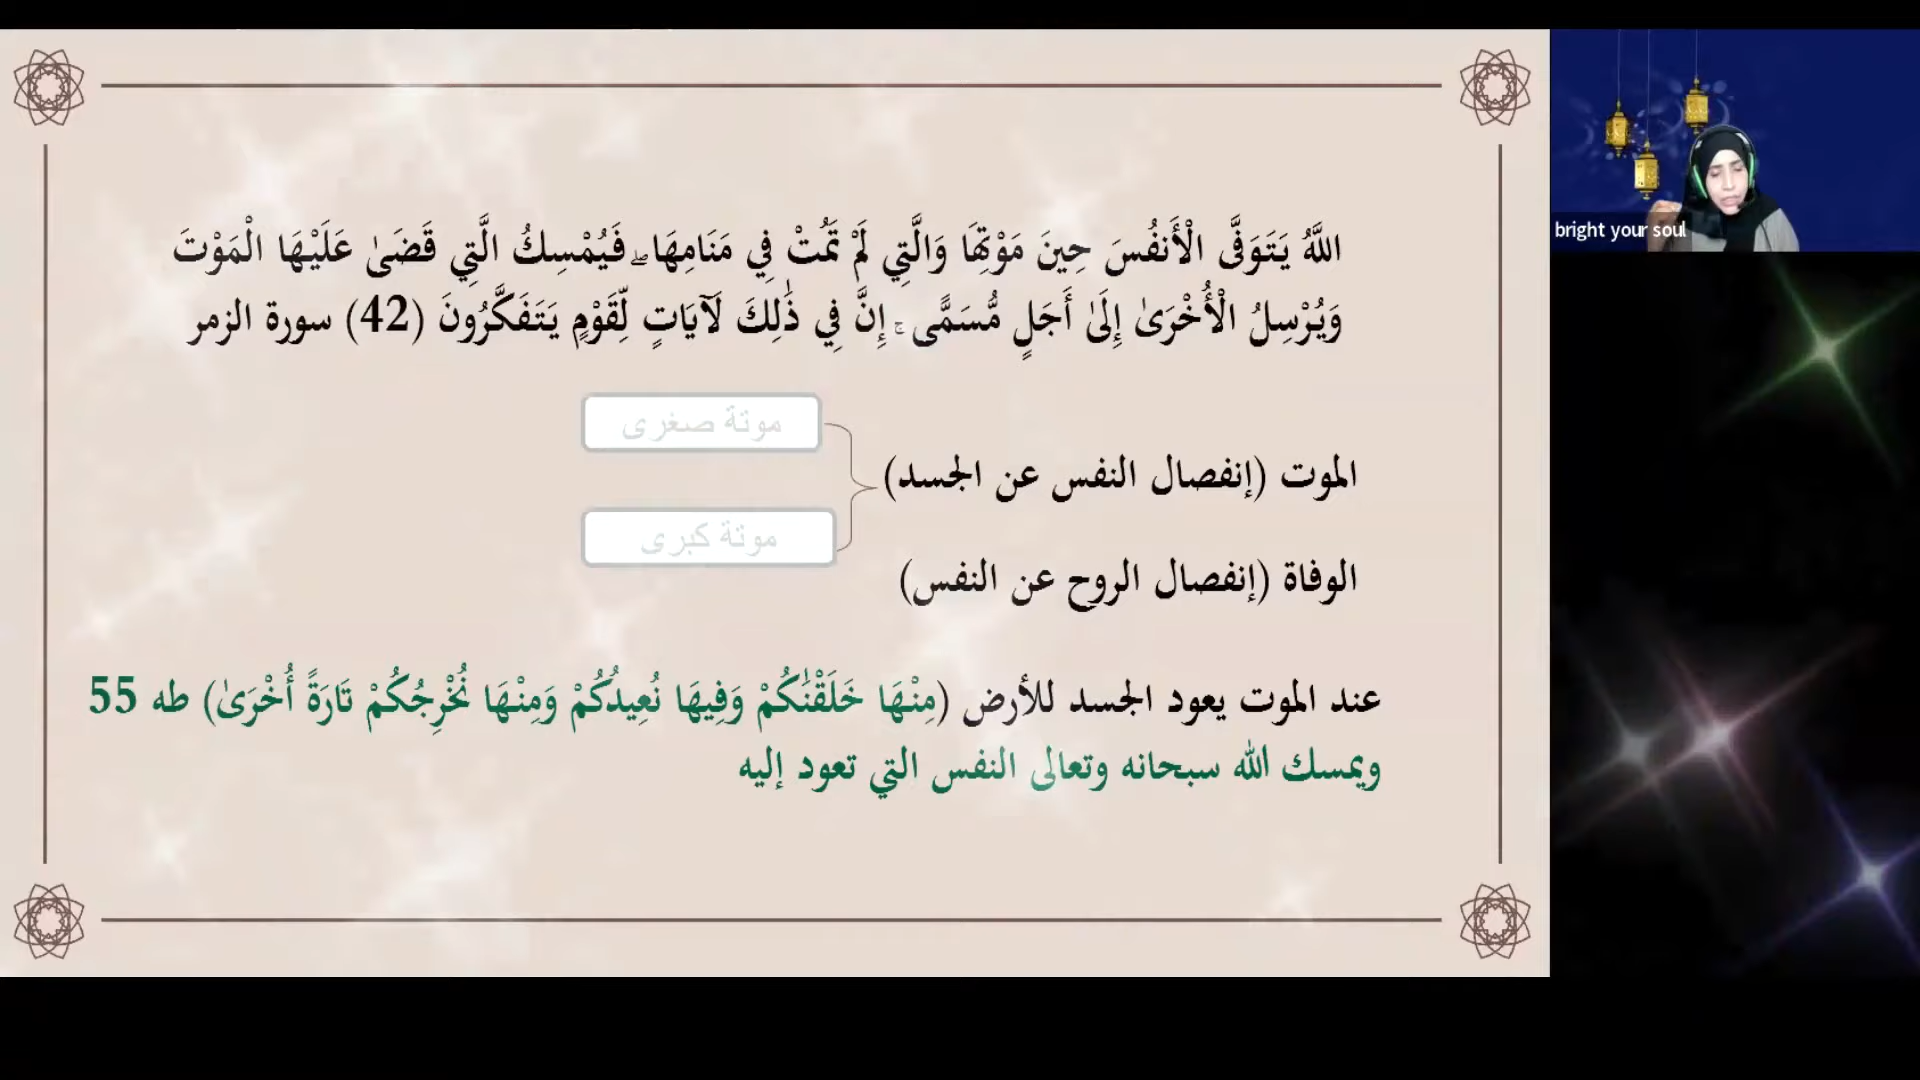 اللَّهُ يَتَوَفَّى الْأَنفُسَ حِينَ مَوْتِهَا وَالَّتِي لَمْ تَمُتْ فِي مَنَامِهَا ۖ فَيُمْسِكُ الَّتِي قَضَىٰ عَلَيْهَا الْمَوْتَ
وَيُرْسِلُ الْأُخْرَىٰ إِلَىٰ أَجَلٍ مُّسَمًّى ۚ إِنَّ فِي ذَٰلِكَ لَآيَاتٍ لِّقَوْمٍ يَتَفَكَّرُونَ (42) سورة الزمر
موتة صغرى
الموت (إنفصال النفس عن الجسد)
موتة كبرى
الوفاة (إنفصال الروح عن النفس)
عند الموت يعود الجسد للأرض (مِنْهَا خَلَقْنَٰكُمْ وَفِيهَا نُعِيدُكُمْ وَمِنْهَا نُخْرِجُكُمْ تَارَةً أُخْرَىٰ) طه 55
ويمسك الله سبحانه وتعالى النفس التي تعود إليه
bright your soul